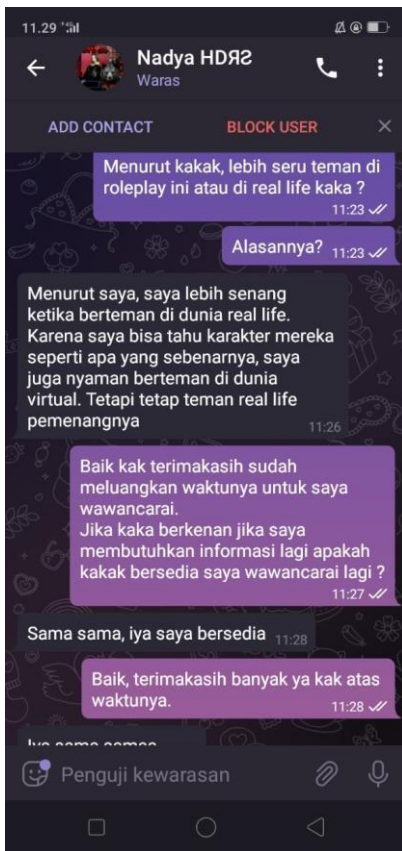 11.29
Nadya HDЯƧ
Waras
ADD CONTACT
BLOCK USER
Menurut kakak, lebih seru teman di
roleplay ini atau di real life kaka ?
11:23
Alasannya? 11:23
Menurut saya, saya lebih senang
ketika berteman di dunia real life.
Karena saya bisa tahu karakter mereka
seperti apa yang sebenarnya, saya
juga nyaman berteman di dunia
virtual. Tetapi tetap teman real life
pemenangnya
11:26
Baik kak terimakasih sudah
meluangkan waktunya untuk saya
wawancarai.
Jika kaka berkenan jika saya
membutuhkan informasi lagi apakah
kakak bersedia saya wawancarai lagi ?
11:27
Sama sama, iya saya bersedia 11:28
Baik, terimakasih banyak ya kak atas
waktunya.
11:28
Penguji kewarasan